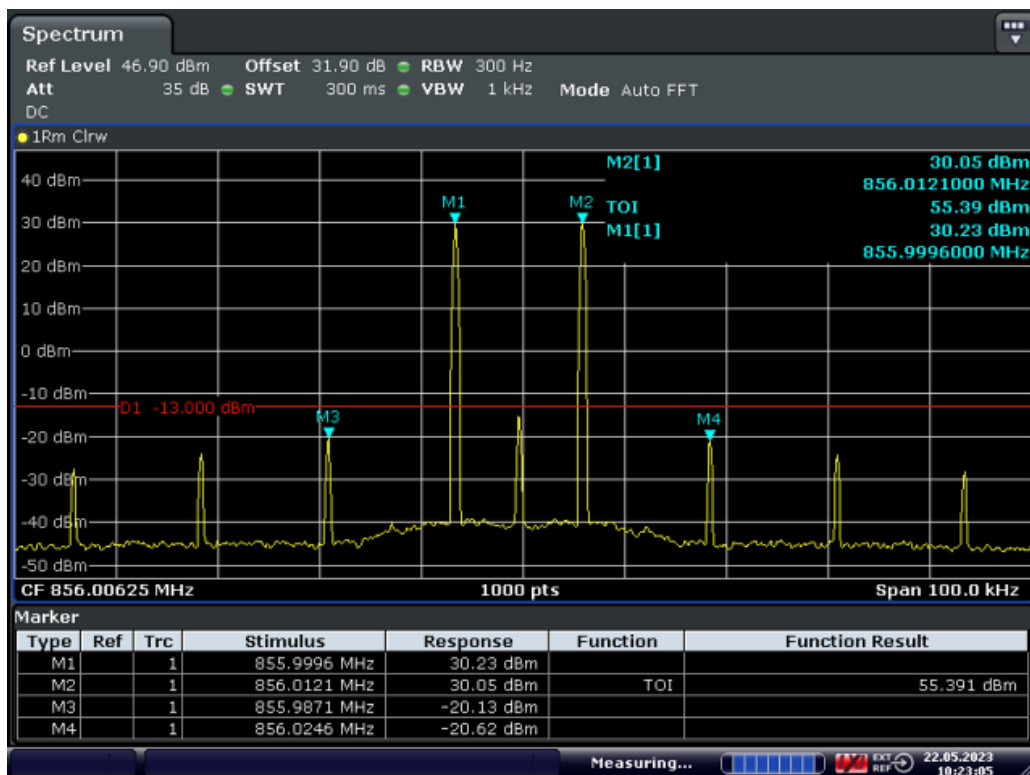 Spectrum
Ref Level 46.90 dBm Offset 31.90 dB RBW 300 Hz
Att 35 dB SWT 300 ms VBW 1 kHz Mode Auto FFT
DC
1Rm Clrw
M2[1] 30.05 dBm
856.0121000 MHz
TOI 55.39 dBm
M1[1] 30.23 dBm
855.9996000 MHz
M1
M2
40 dBm
30 dBm
20 dBm
10 dBm
0 dBm
-10 dBm
D1 -13.000 dBm
M3
M4
-20 dBm
-30 dBm
-40 dBm
-50 dBm
CF 856.00625 MHz 1000 pts Span 100.0 kHz
Marker
Type Ref Trc Stimulus Response Function Function Result
M1 1 855.9996 MHz 30.23 dBm
M2 1 856.0121 MHz 30.05 dBm TOI 55.391 dBm
M3 1 855.9871 MHz -20.13 dBm
M4 1 856.0246 MHz -20.62 dBm
Measuring... EXT REF 22.05.2023
10:23:05